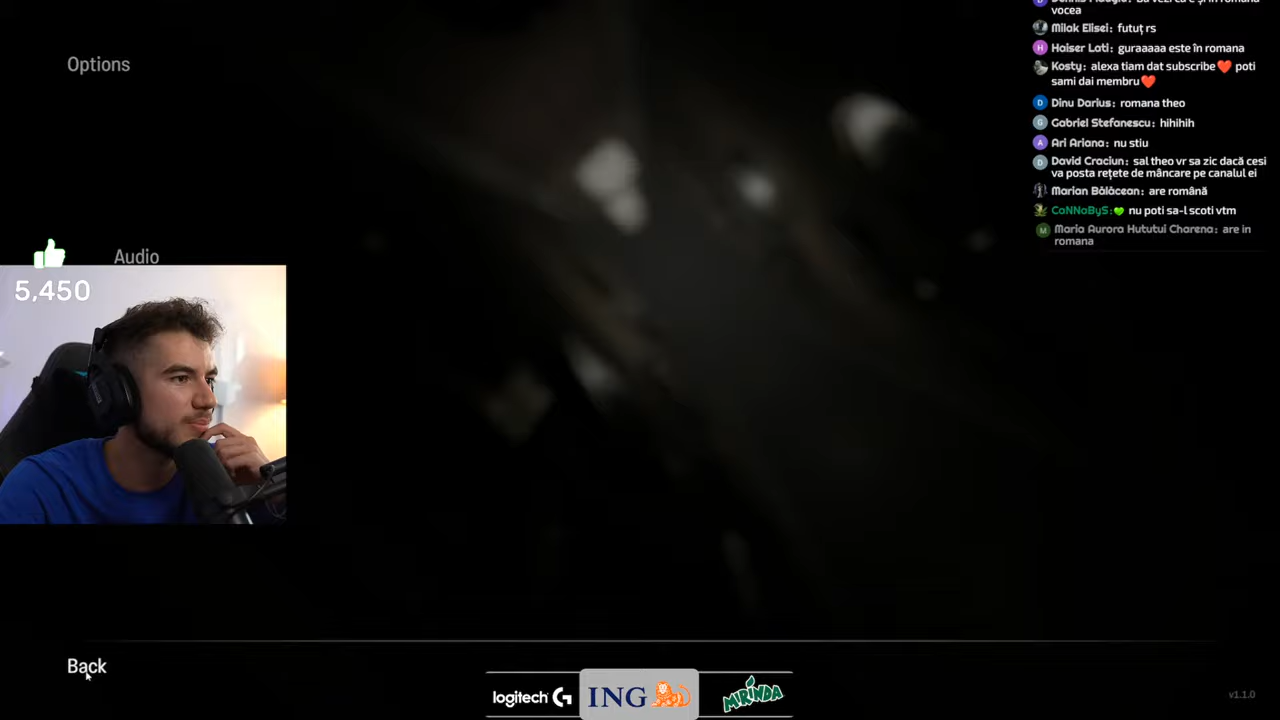 vocea
Milak Elisei: futuț rs
Haiser Lati: guraaaaa este în romana
Kosty: alexa tiam dat subscribe❤️ poti
sami dai membru❤️
Dinu Darius: romana theo
Gabriel Stefanescu: hihihih
Ari Ariana: nu stiu
David Craciun: sal theo vr sa zic dacă cesi
va posta rețete de mâncare pe canalul ei
Marian Bălăcean: are română
CaNNaByS:💚 nu poti sa-l scoti vtm
Maria Aurora Hututui Charena: are in
romana
Options
Audio
5,450
Back
logitech G
ING
MIRINDA
v1.1.0